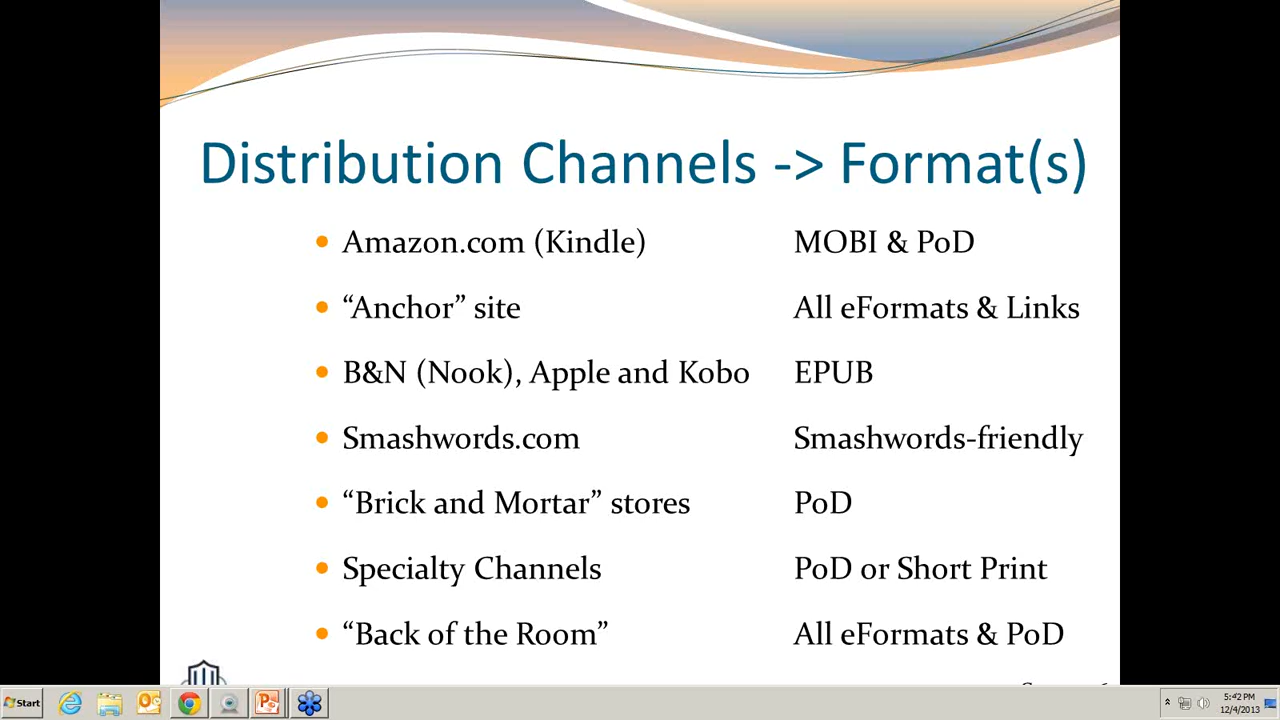 Distribution Channels -> Format(s)
• Amazon.com (Kindle) MOBI & PoD
• “Anchor” site All eFormats & Links
• B&N (Nook), Apple and Kobo EPUB
• Smashwords.com Smashwords-friendly
• “Brick and Mortar” stores PoD
• Specialty Channels PoD or Short Print
• “Back of the Room” All eFormats & PoD
Start
5:42 PM
12/4/2013